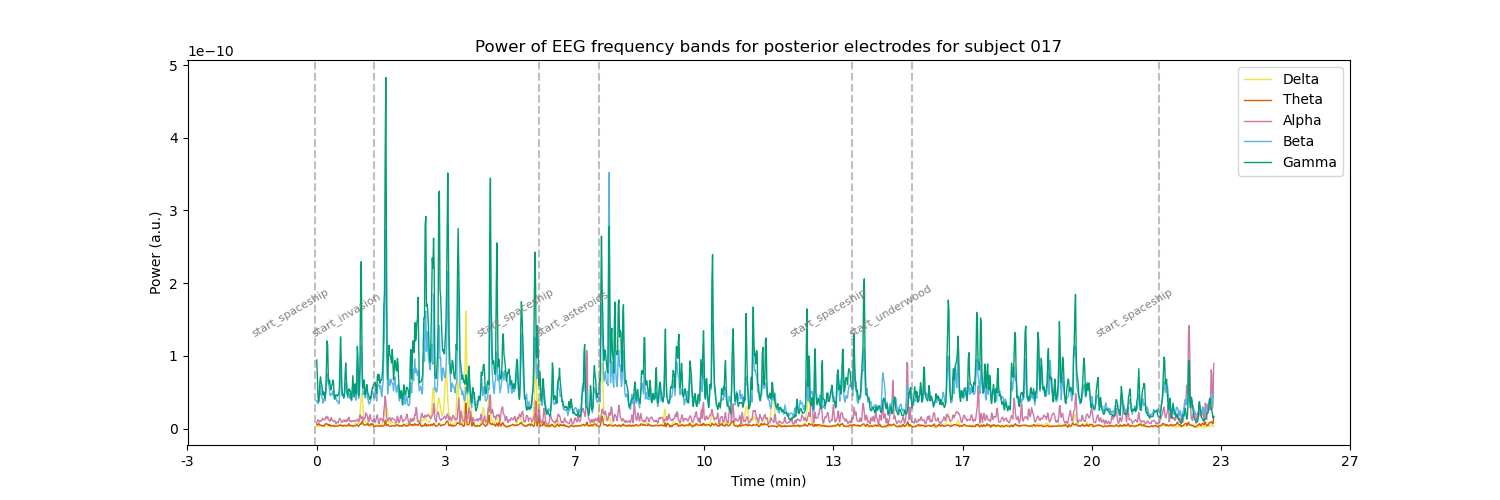 Power of EEG frequency bands for posterior electrodes for subject 017
1e−10
5
4
3
2
1
0
Power (a.u.)
Delta
Theta
Alpha
Beta
Gamma
start_spaceship
start_invasion
start_spaceship
start_asteroids
start_spaceship
start_underwood
start_spaceship
-3
0
3
7
10
13
17
20
23
27
Time (min)